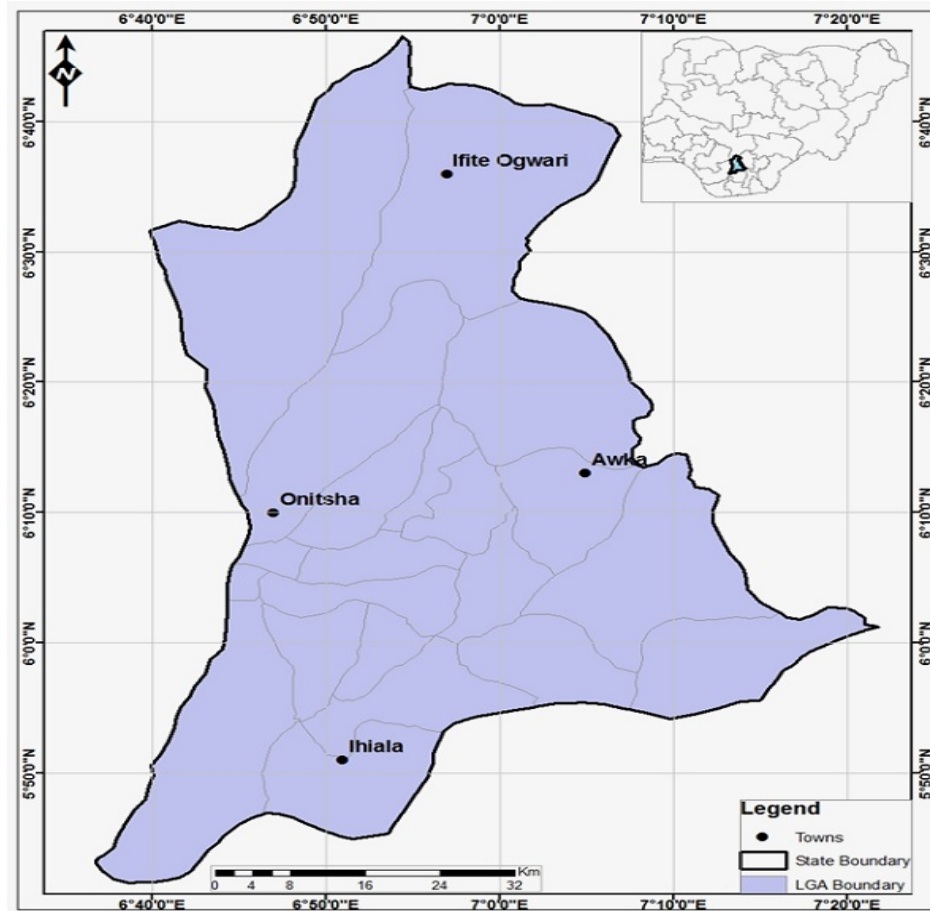 6°40'0"E 6°50'0"E 7°0'0"E 7°10'0"E 7°20'0"E
N
6°40'0"N 6°40'0"N
Ifite Ogwari
6°30'0"N 6°30'0"N
6°20'0"N 6°20'0"N
Awka
Onitsha
6°10'0"N 6°10'0"N
6°0'0"N 6°0'0"N
Ihiala
5°50'0"N 5°50'0"N
Legend
Towns
State Boundary
LGA Boundary
Km
0 4 8 16 24 32
6°40'0"E 6°50'0"E 7°0'0"E 7°10'0"E 7°20'0"E